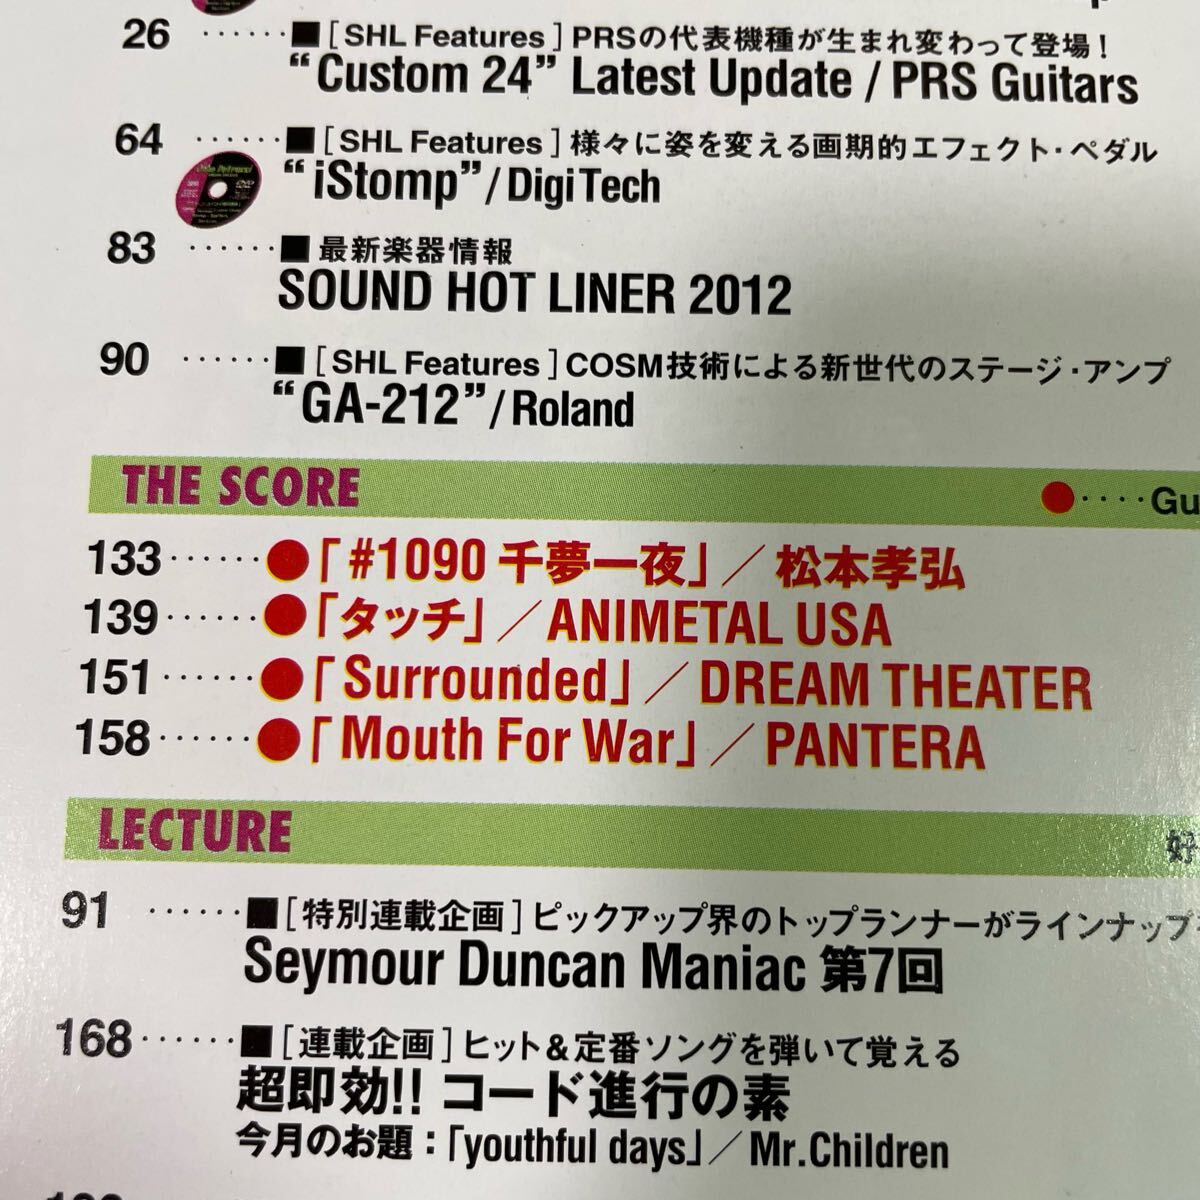 26 ······■[SHL Features]PRSの代表機種が生まれ変わって登場!
“Custom 24” Latest Update / PRS Guitars
64 ······■[SHL Features]様々に姿を変える画期的エフェクト·ペダル
“iStomp”/DigiTech
83 ······■最新楽器情報
SOUND HOT LINER 2012
90 ······■[SHL Features]COSM技術による新世代のステージ·アンプ
“GA-212”/Roland
THE SCORE
●····Gu
133······●「#1090 千夢一夜」/松本孝弘
139······●「タッチ」/ANIMETAL USA
151······●「Surrounded」/DREAM THEATER
158······●「Mouth For War」/PANTERA
LECTURE
好
91 ······■[特別連載企画]ピックアップ界のトップランナーがラインナップ
Seymour Duncan Maniac 第7回
168······■[連載企画]ヒット&定番ソングを弾いて覚える
超即効!! コード進行の素
今月のお題:「youthful days」/Mr.Children